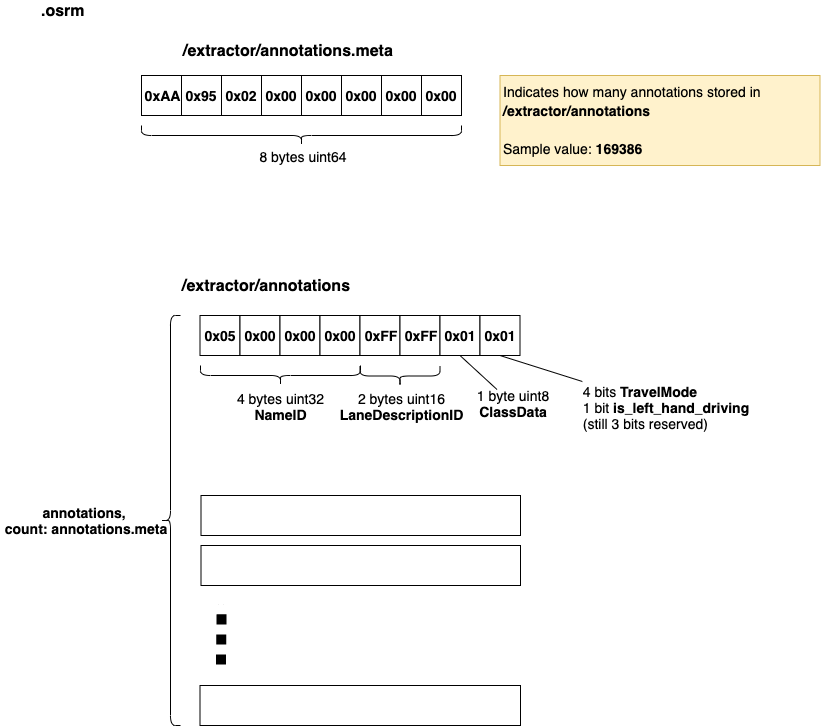 .osrm
/extractor/annotations.meta
0xAA 0x95 0x02 0x00 0x00 0x00 0x00 0x00
8 bytes uint64
Indicates how many annotations stored in
/extractor/annotations
Sample value: 169386
/extractor/annotations
0x05 0x00 0x00 0x00 0xFF 0xFF 0x01 0x01
4 bytes uint32
NameID
2 bytes uint16
LaneDescriptionID
1 byte uint8
ClassData
4 bits TravelMode
1 bit is_left_hand_driving
(still 3 bits reserved)
annotations,
count: annotations.meta